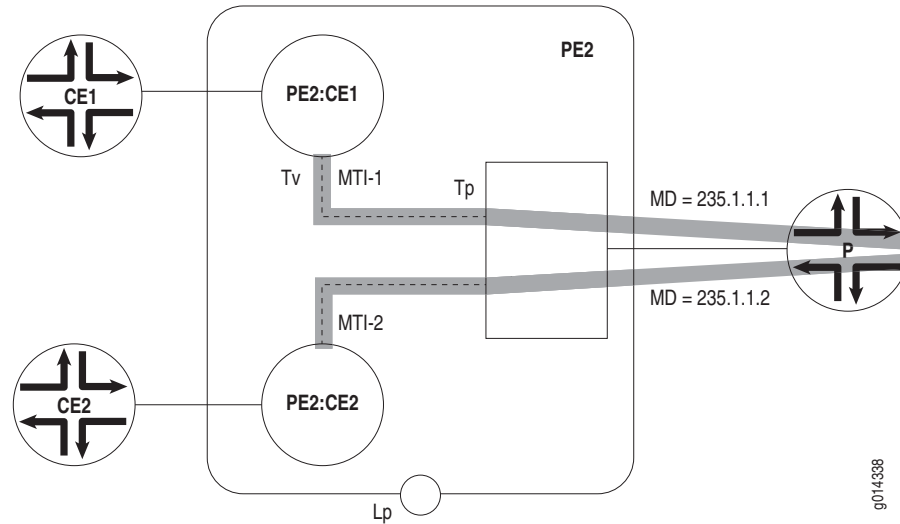 PE2
CE1
PE2:CE1
Tv
MTI-1
Tp
MD = 235.1.1.1
P
MD = 235.1.1.2
MTI-2
CE2
PE2:CE2
Lp
g014338